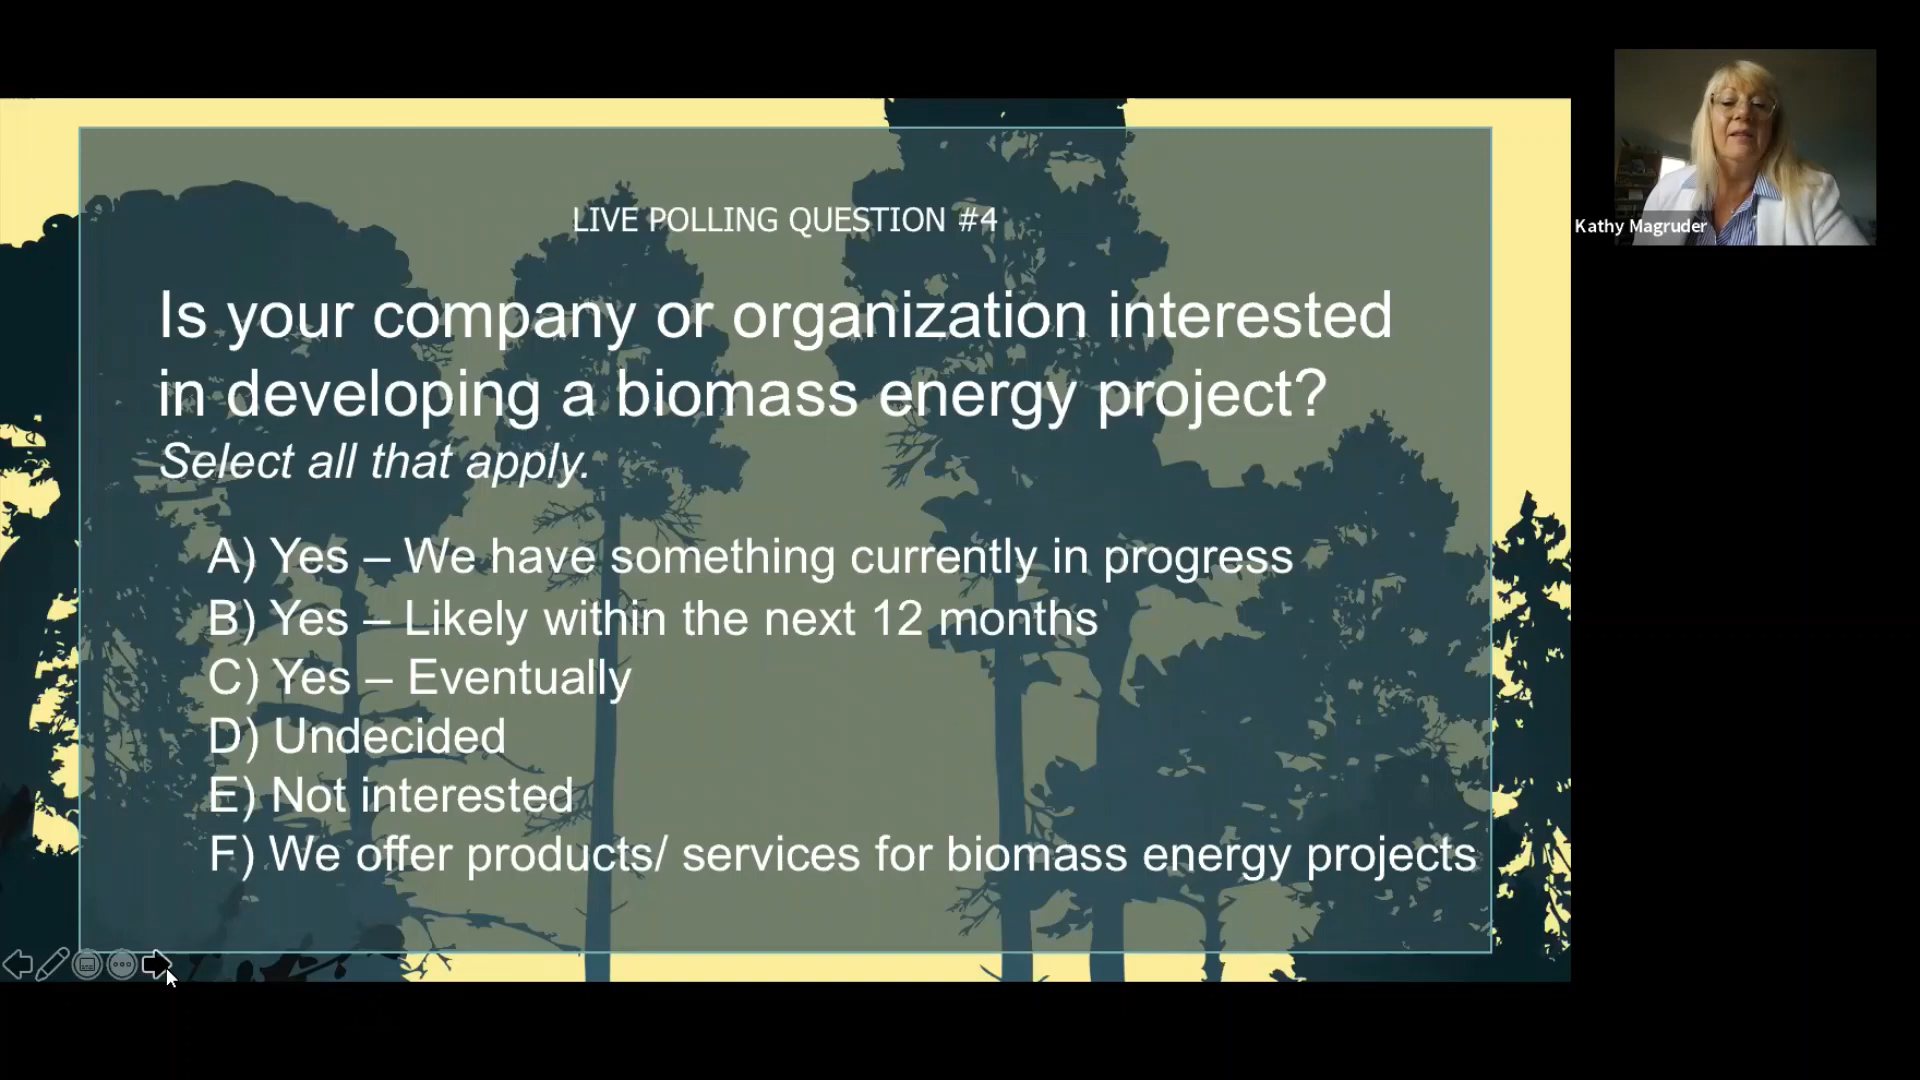 LIVE POLLING QUESTION #4
Is your company or organization interested
in developing a biomass energy project?
Select all that apply.
A) Yes – We have something currently in progress
B) Yes – Likely within the next 12 months
C) Yes – Eventually
D) Undecided
E) Not interested
F) We offer products/ services for biomass energy projects
Kathy Magruder